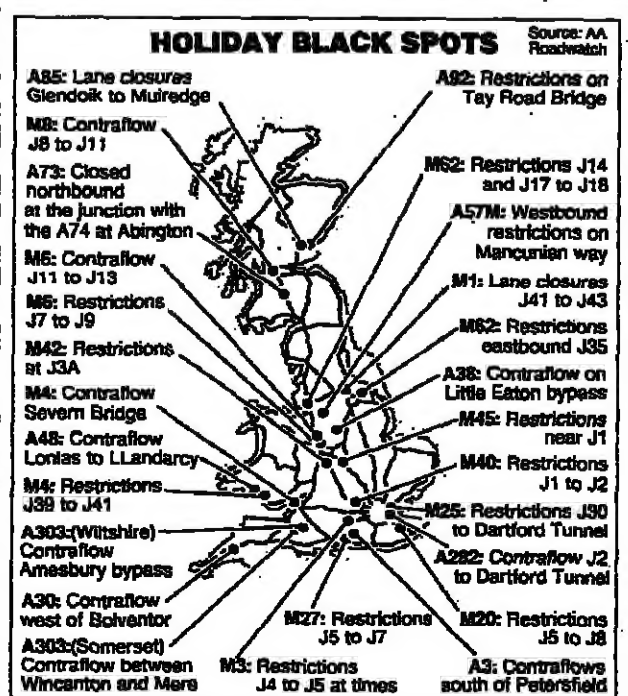 HOLIDAY BLACK SPOTS
Source: AA
Roadwatch
A85: Lane closures
Glendoik to Muiredge
M8: Contraflow
J8 to J11
A73: Closed
northbound
at the junction with
the A74 at Abington
M6: Contraflow
J11 to J13
M6: Restrictions
J7 to J9
M42: Restrictions
at J3A
M4: Contraflow
Severn Bridge
A48: Contraflow
Lonlas to LLandarcy
M4: Restrictions
J39 to J41
A303:(Wiltshire)
Contraflow
Amesbury bypass
A30: Contraflow
west of Bolventor
A303:(Somerset)
Contraflow between
Wincanton and Mere
A92: Restrictions on
Tay Road Bridge
M62: Restrictions J14
and J17 to J18
A57M: Westbound
restrictions on
Mancunian way
M1: Lane closures
J41 to J43
M62: Restrictions
eastbound J35
A38: Contraflow on
Little Eaton bypass
M45: Restrictions
near J1
M40: Restrictions
J1 to J2
M25: Restrictions J30
to Dartford Tunnel
A282: Contraflow J2
to Dartford Tunnel
M27: Restrictions
J5 to J7
M20: Restrictions
J5 to J8
M3: Restrictions
J4 to J5 at times
A3: Contraflows
south of Petersfield